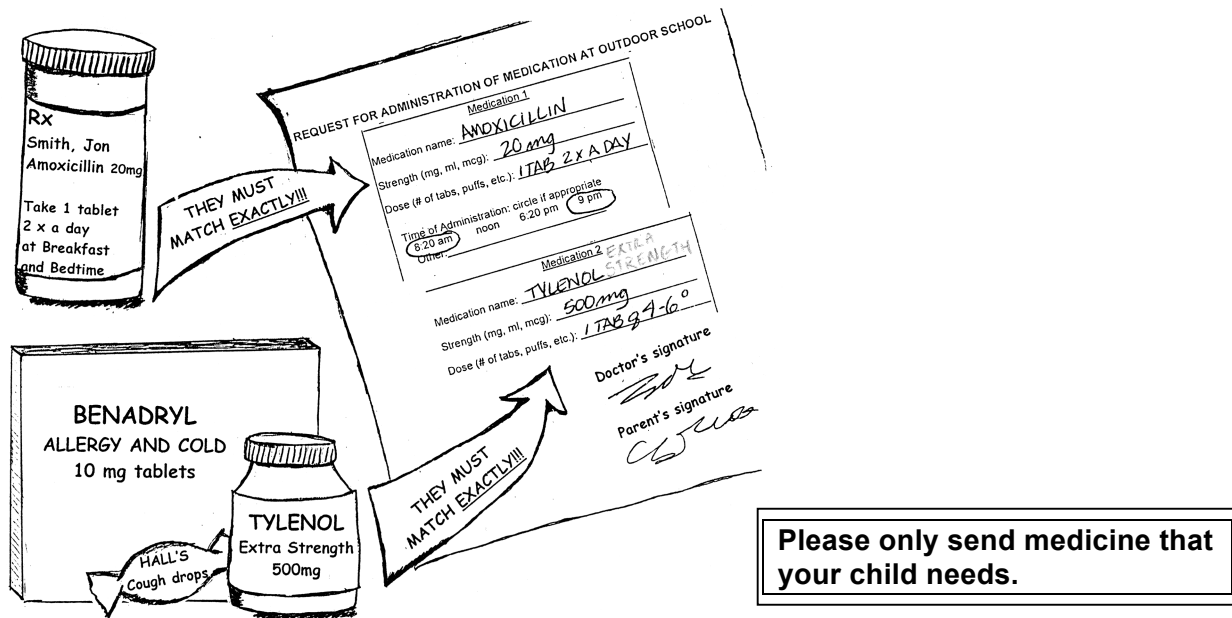 Rx
Smith, Jon
Amoxicillin 20mg
Take 1 tablet
2 x a day
at Breakfast
and Bedtime
THEY MUST
MATCH EXACTLY!!!
REQUEST FOR ADMINISTRATION OF MEDICATION AT OUTDOOR SCHOOL
Medication 1
Medication name: AMOXICILLIN
Strength (mg, ml, mcg): 20 mg
Dose (# of tabs, puffs, etc.): 1 TAB 2 X A DAY
Time of Administration: circle if appropriate
6:20 am noon 6:20 pm 9 pm
Other:
Medication 2
Medication name: TYLENOL EXTRA
STRENGTH
Strength (mg, ml, mcg): 500 mg
Dose (# of tabs, puffs, etc.): 1 TAB q 4-6°
Doctor's signature
Parent's signature
BENADRYL
ALLERGY AND COLD
10 mg tablets
HALL'S
Cough drops
TYLENOL
Extra Strength
500mg
THEY MUST
MATCH EXACTLY!!!
Please only send medicine that
your child needs.